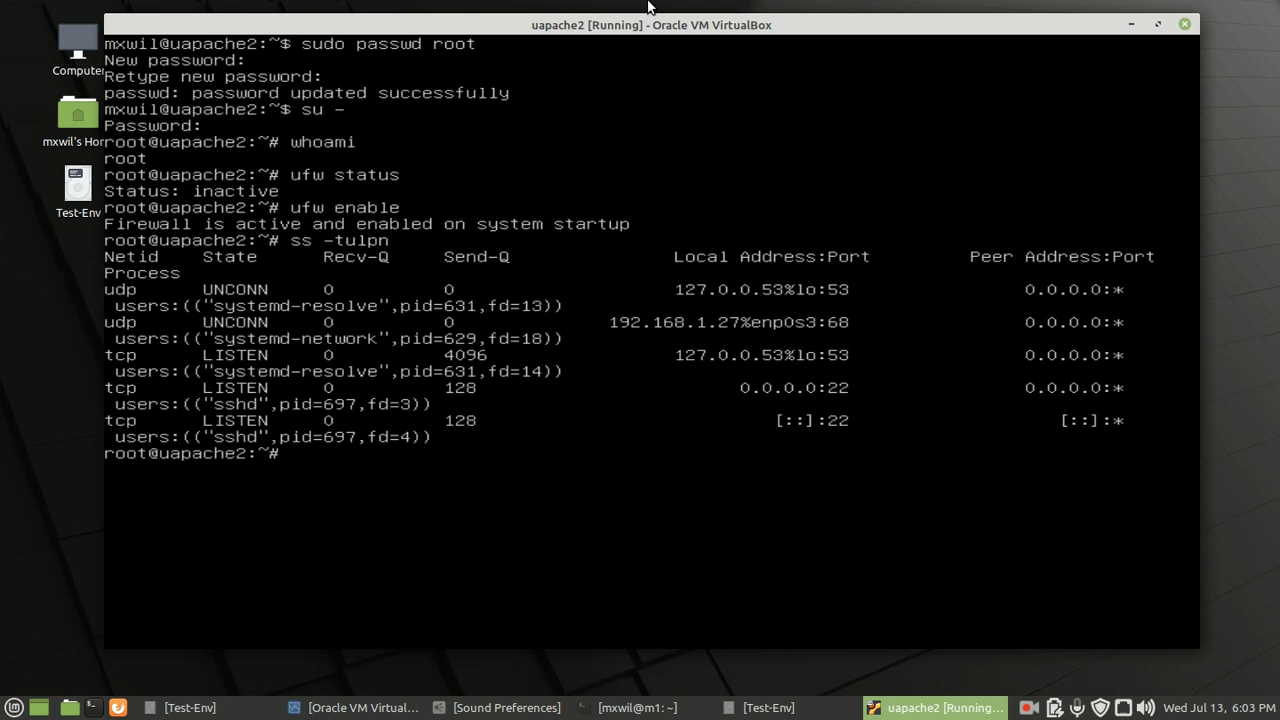 uapache2 [Running] - Oracle VM VirtualBox
Computer
mxwil's Hom
Test-Env
mxwil@uapache2:~$ sudo passwd root
New password:
Retype new password:
passwd: password updated successfully
mxwil@uapache2:~$ su -
Password:
root@uapache2:~# whoami
root
root@uapache2:~# ufw status
Status: inactive
root@uapache2:~# ufw enable
Firewall is active and enabled on system startup
root@uapache2:~# ss -tulpn
Netid State Recv-Q Send-Q Local Address:Port Peer Address:Port
Process
udp UNCONN 0 0 127.0.0.53%lo:53 0.0.0.0:*
users:(("systemd-resolve",pid=631,fd=13))
udp UNCONN 0 0 192.168.1.27%enp0s3:68 0.0.0.0:*
users:(("systemd-network",pid=629,fd=18))
tcp LISTEN 0 4096 127.0.0.53%lo:53 0.0.0.0:*
users:(("systemd-resolve",pid=631,fd=14))
tcp LISTEN 0 128 0.0.0.0:22 0.0.0.0:*
users:(("sshd",pid=697,fd=3))
tcp LISTEN 0 128 [::]:22 [::]:*
users:(("sshd",pid=697,fd=4))
root@uapache2:~#
[Test-Env] [Oracle VM Virtual... [Sound Preferences] [mxwil@m1: ~] [Test-Env] uapache2 [Running... Wed Jul 13, 6:03 PM